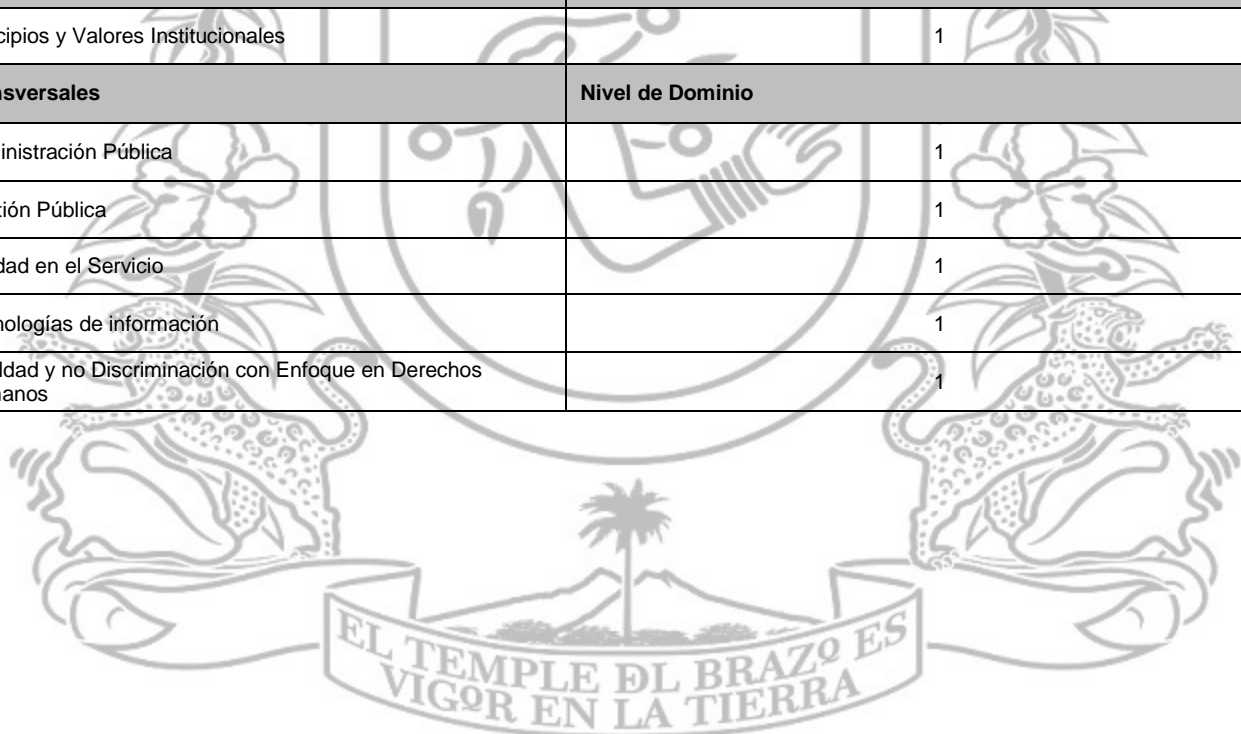 cipios y Valores Institucionales 1
nsversales Nivel de Dominio
inistración Pública 1
tión Pública 1
dad en el Servicio 1
nologías de información 1
ldad y no Discriminación con Enfoque en Derechos
nanos 1
EL TEMPLE DL BRAZO ES
VIGOR EN LA TIERRA